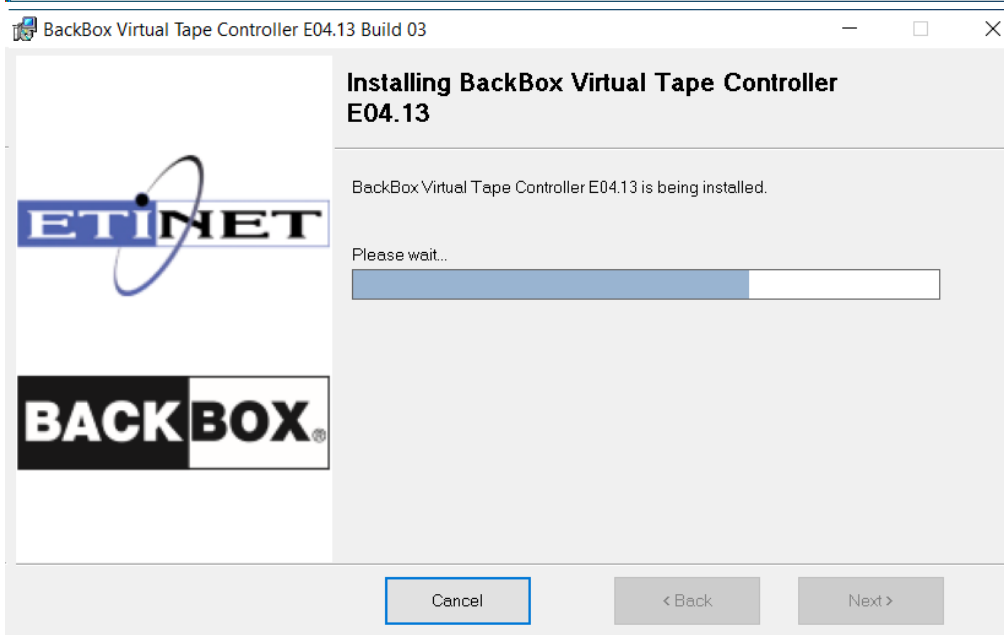 BackBox Virtual Tape Controller E04.13 Build 03
Installing BackBox Virtual Tape Controller
E04.13
BackBox Virtual Tape Controller E04.13 is being installed.
ETINET
Please wait...
BACKBOX®
Cancel
< Back
Next >